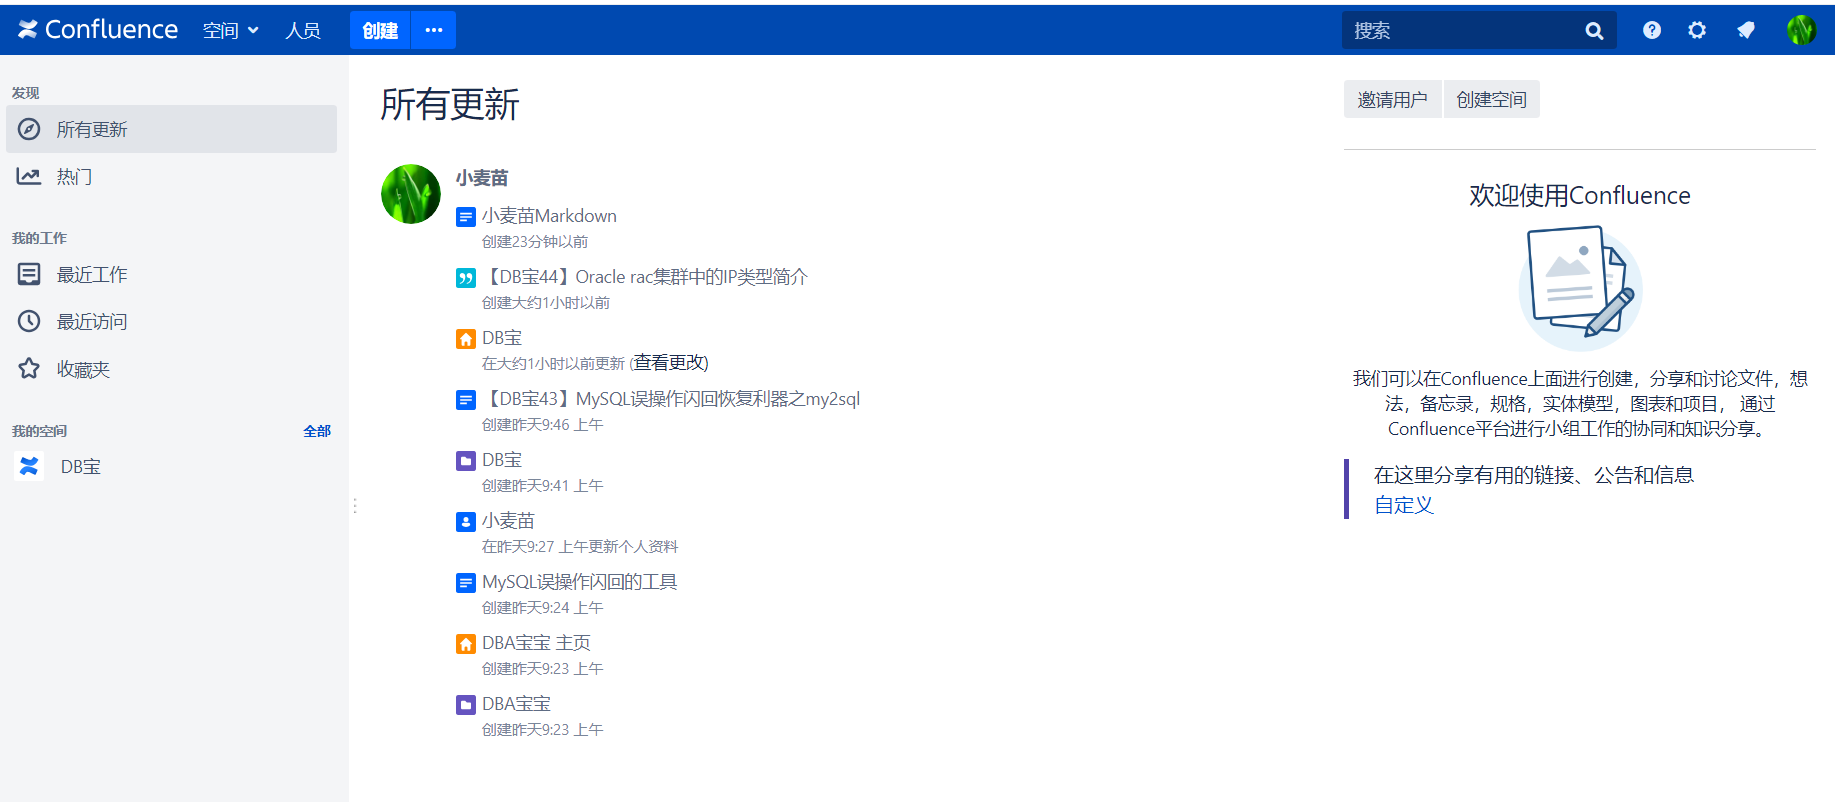 Confluence 空间 人员 创建 ··· 搜索
发现
所有更新
热门
我的工作
最近工作
最近访问
收藏夹
我的空间 全部
DB宝
所有更新
小麦苗
小麦苗Markdown
创建23分钟以前
【DB宝44】Oracle rac集群中的IP类型简介
创建大约1小时以前
DB宝
在大约1小时以前更新 (查看更改)
【DB宝43】MySQL误操作闪回恢复利器之my2sql
创建昨天9:46 上午
DB宝
创建昨天9:41 上午
小麦苗
在昨天9:27 上午更新个人资料
MySQL误操作闪回的工具
创建昨天9:24 上午
DBA宝宝 主页
创建昨天9:23 上午
DBA宝宝
创建昨天9:23 上午
邀请用户 创建空间
欢迎使用Confluence
我们可以在Confluence上面进行创建，分享和讨论文件，想
法，备忘录，规格，实体模型，图表和项目， 通过
Confluence平台进行小组工作的协同和知识分享。
在这里分享有用的链接、公告和信息
自定义